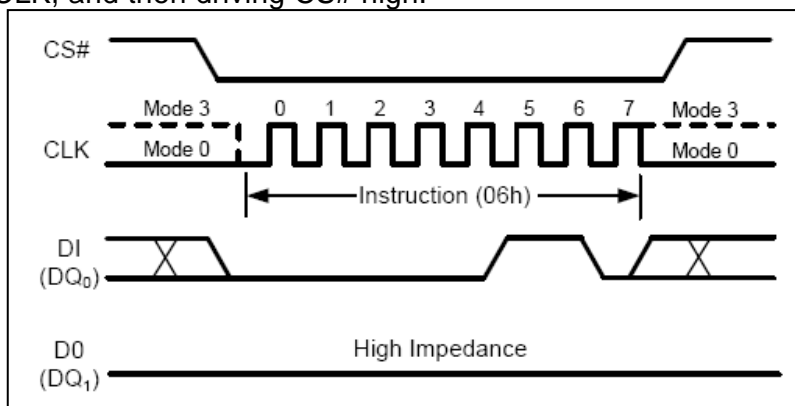 CLK, and then driving CS# high.
CS#
Mode 3 0 1 2 3 4 5 6 7 Mode 3
CLK Mode 0 Mode 0
Instruction (06h)
DI
(DQ₀)
D0 High Impedance
(DQ₁)